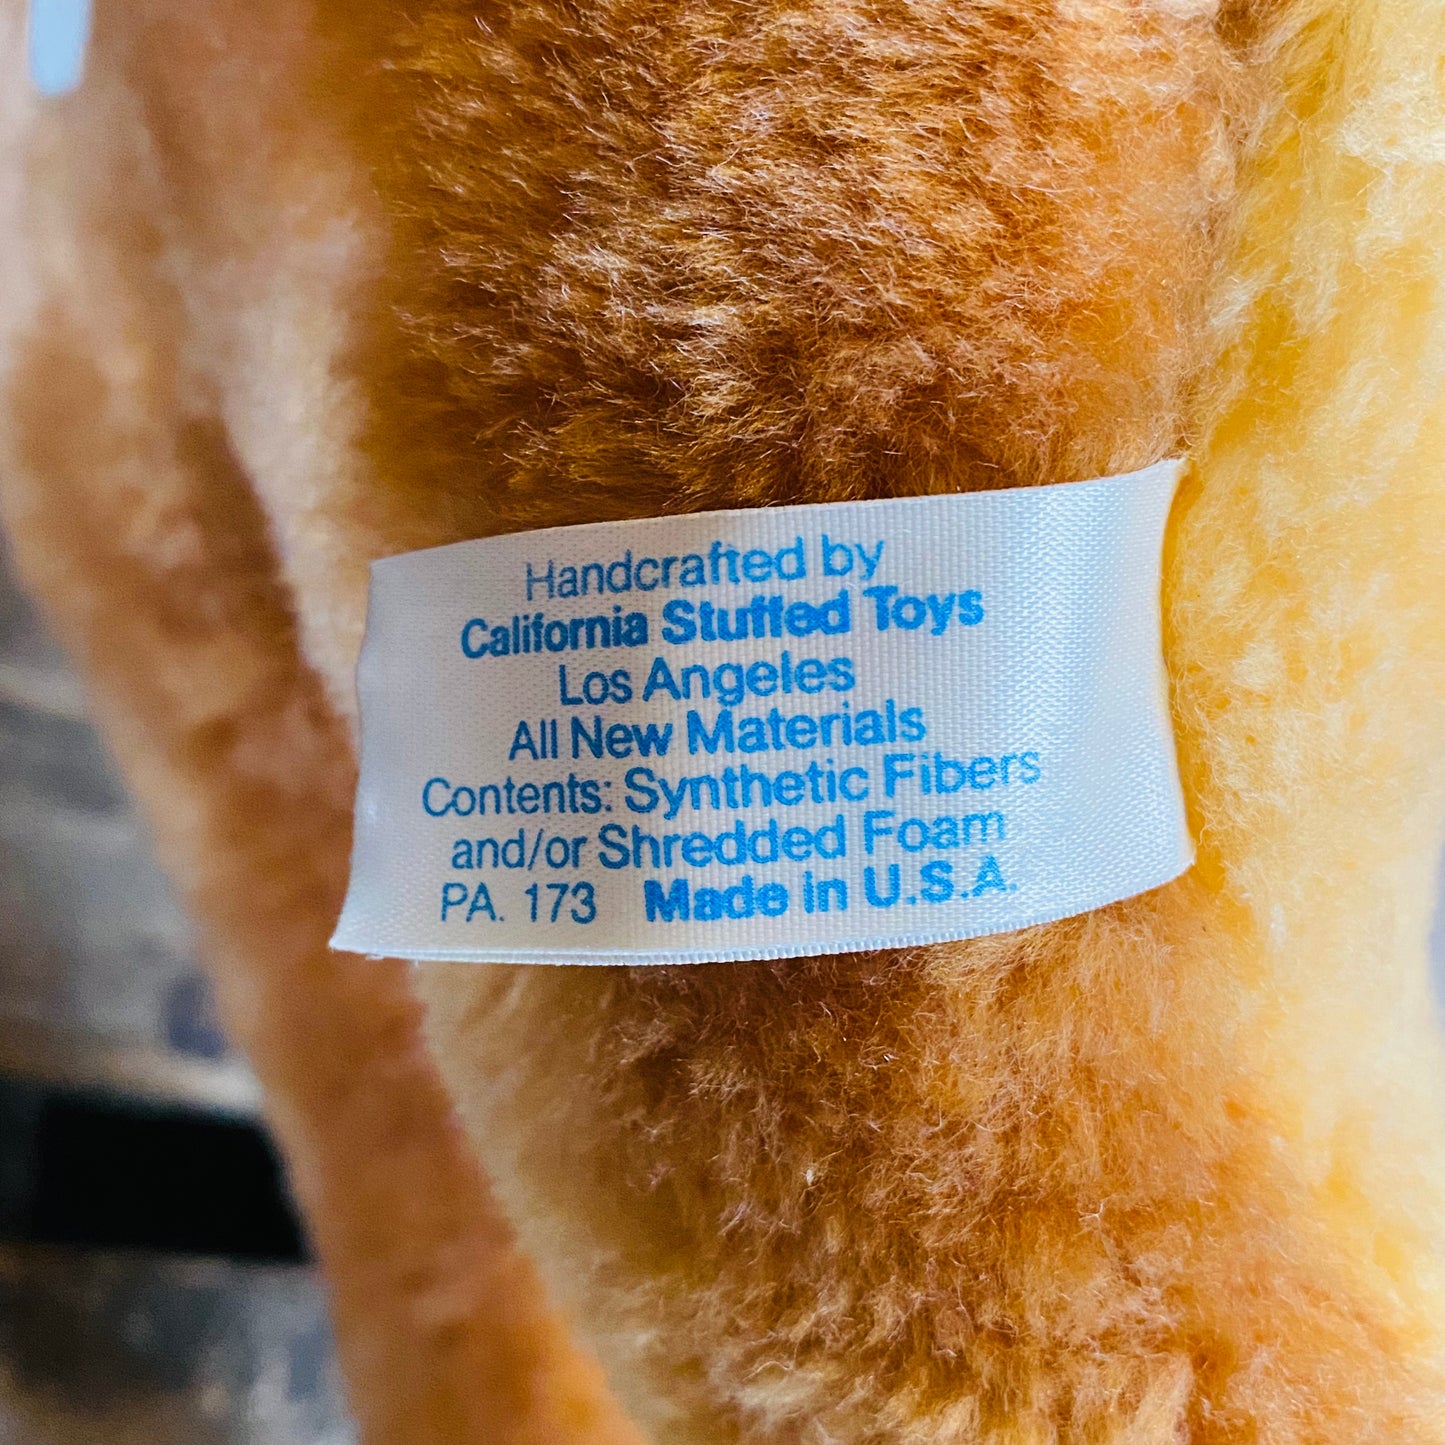 Handcrafted by
California Stuffed Toys
Los Angeles
All New Materials
Contents: Synthetic Fibers
and/or Shredded Foam
PA. 173 Made in U.S.A.